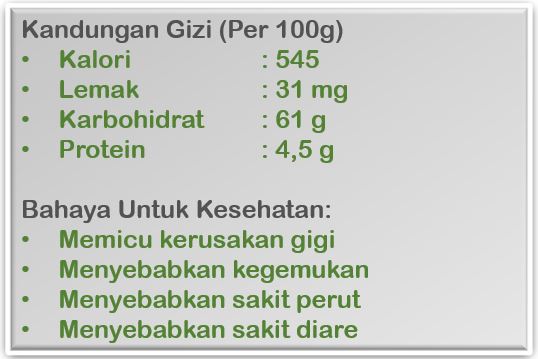 Kandungan Gizi (Per 100g)
• Kalori : 545
• Lemak : 31 mg
• Karbohidrat : 61 g
• Protein : 4,5 g
Bahaya Untuk Kesehatan:
• Memicu kerusakan gigi
• Menyebabkan kegemukan
• Menyebabkan sakit perut
• Menyebabkan sakit diare